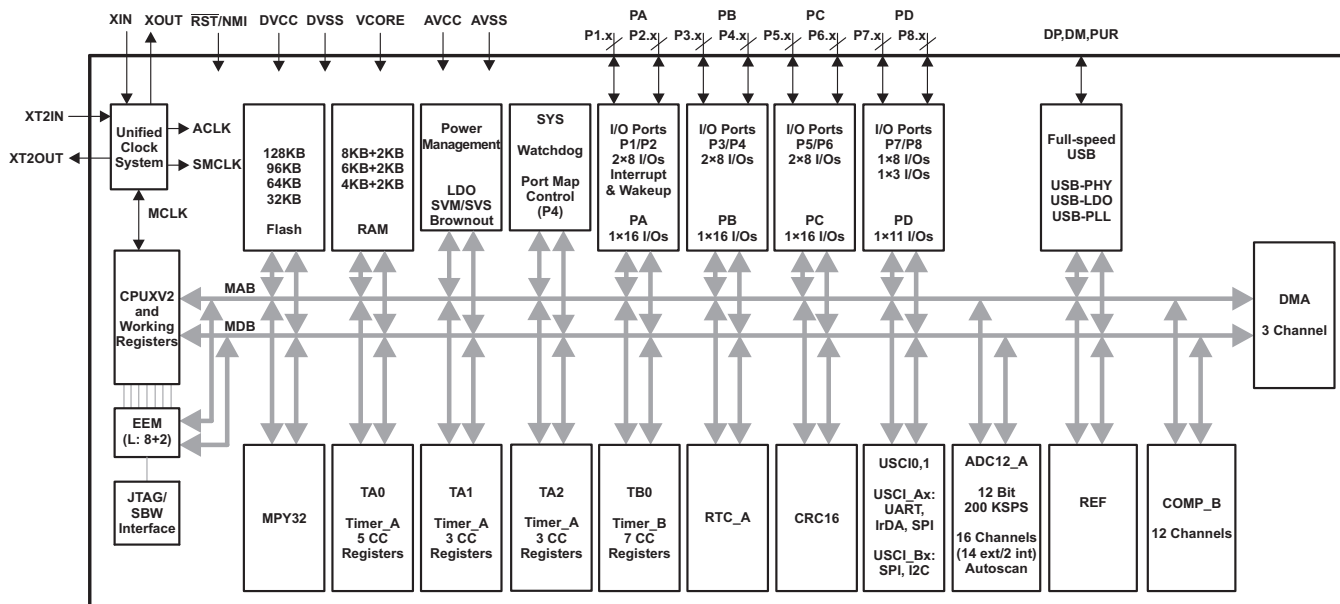 XIN
XOUT
RST/NMI
DVCC
DVSS
VCORE
AVCC
AVSS
PA
P1.x
P2.x
PB
P3.x
P4.x
PC
P5.x
P6.x
PD
P7.x
P8.x
DP,DM,PUR
XT2IN
XT2OUT
Unified
Clock
System
ACLK
SMCLK
MCLK
128KB
96KB
64KB
32KB
Flash
8KB+2KB
6KB+2KB
4KB+2KB
RAM
Power
Management
LDO
SVM/SVS
Brownout
SYS
Watchdog
Port Map
Control
(P4)
I/O Ports
P1/P2
2×8 I/Os
Interrupt
& Wakeup
PA
1×16 I/Os
I/O Ports
P3/P4
2×8 I/Os
PB
1×16 I/Os
I/O Ports
P5/P6
2×8 I/Os
PC
1×16 I/Os
I/O Ports
P7/P8
1×8 I/Os
1×3 I/Os
PD
1×11 I/Os
Full-speed
USB
USB-PHY
USB-LDO
USB-PLL
CPUXV2
and
Working
Registers
MAB
MDB
DMA
3 Channel
EEM
(L: 8+2)
JTAG/
SBW
Interface
MPY32
TA0
Timer_A
5 CC
Registers
TA1
Timer_A
3 CC
Registers
TA2
Timer_A
3 CC
Registers
TB0
Timer_B
7 CC
Registers
RTC_A
CRC16
USCI0,1
USCI_Ax:
UART,
IrDA, SPI
USCI_Bx:
SPI, I2C
ADC12_A
12 Bit
200 KSPS
16 Channels
(14 ext/2 int)
Autoscan
REF
COMP_B
12 Channels